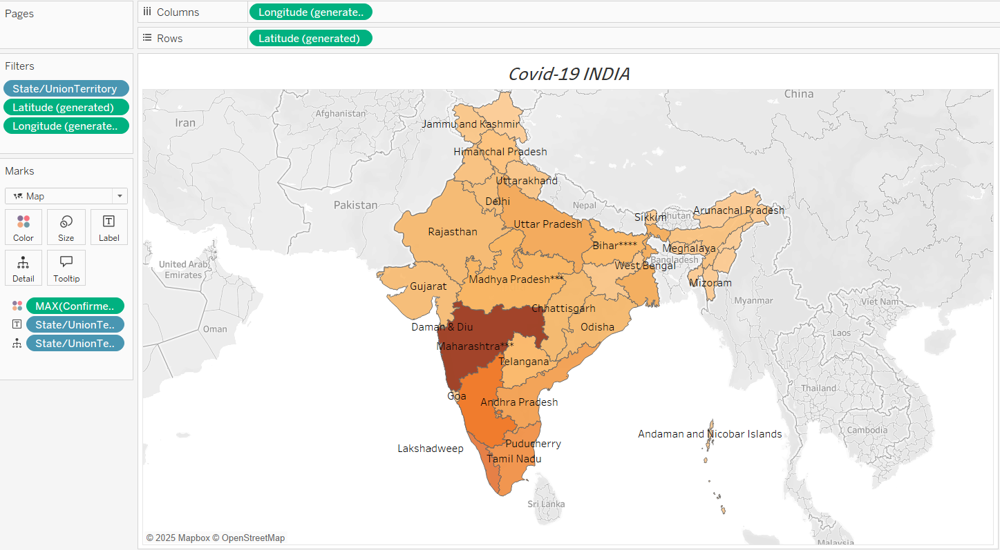 Pages
Columns
Longitude (generate..
Rows
Latitude (generated)
Filters
State/UnionTerritory
Latitude (generated)
Longitude (generate..
Marks
Map
Color
Size
Label
Detail
Tooltip
MAX(Confirme..
State/UnionTe..
State/UnionTe..
Covid-19 INDIA
China
Afghanistan
Iran
Jammu and Kashmir
Himanchal Pradesh
Uttarakhand
Delhi
Pakistan
Nepal
Arunachal Pradesh
Sikkim
Bhutan
Uttar Pradesh
Rajasthan
Bihar****
Meghalaya
Bangladesh
West Bengal
United Arab
Emirates
Madhya Pradesh***
Gujarat
Mizoram
Myanmar
Viet Nam
Chhattisgarh
Daman & Diu
Odisha
Oman
Laos
Maharashtra***
Telangana
Thailand
Goa
Andhra Pradesh
Cambodia
Andaman and Nicobar Islands
Puducherry
Lakshadweep
Tamil Nadu
Sri Lanka
© 2025 Mapbox © OpenStreetMap
Malaysia